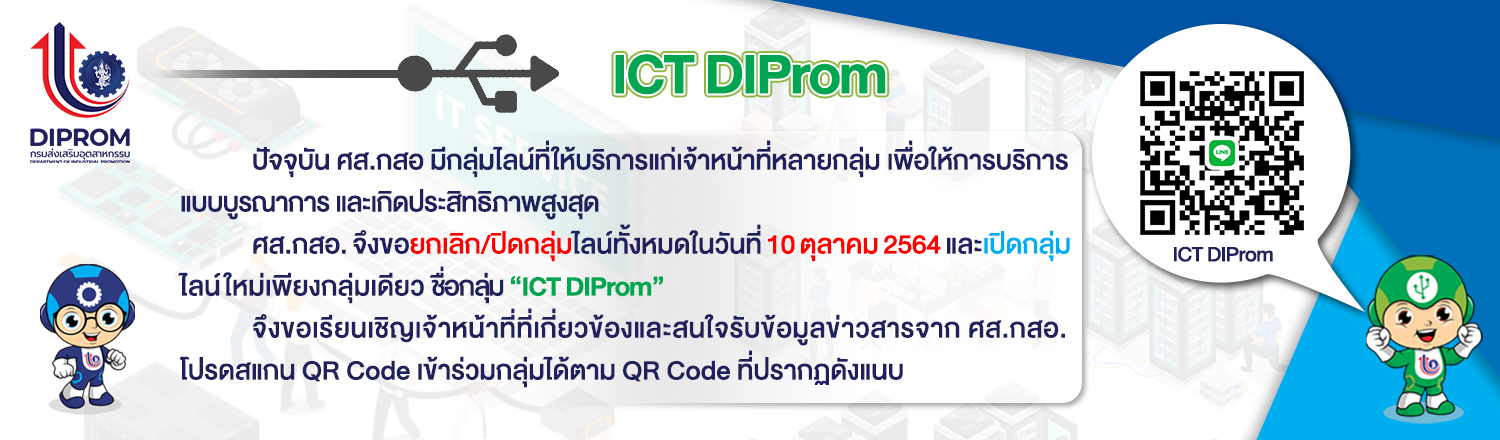 ICT DIProm
DIPROM
กรมส่งเสริมอุตสาหกรรม
DEPARTMENT OF INDUSTRIAL PROMOTION
IT SERVICE
ปัจจุบัน ศส.กสอ มีกลุ่มไลน์ที่ให้บริการแก่เจ้าหน้าที่หลายกลุ่ม เพื่อให้การบริการ
แบบบูรณาการ และเกิดประสิทธิภาพสูงสุด
ศส.กสอ. จึงขอยกเลิก/ปิดกลุ่มไลน์ทั้งหมดในวันที่ 10 ตุลาคม 2564 และเปิดกลุ่ม
ไลน์ใหม่เพียงกลุ่มเดียว ชื่อกลุ่ม “ICT DIProm”
จึงขอเรียนเชิญเจ้าหน้าที่ที่เกี่ยวข้องและสนใจรับข้อมูลข่าวสารจาก ศส.กสอ.
โปรดสแกน QR Code เข้าร่วมกลุ่มได้ตาม QR Code ที่ปรากฏดังแนบ
LINE
ICT DIProm